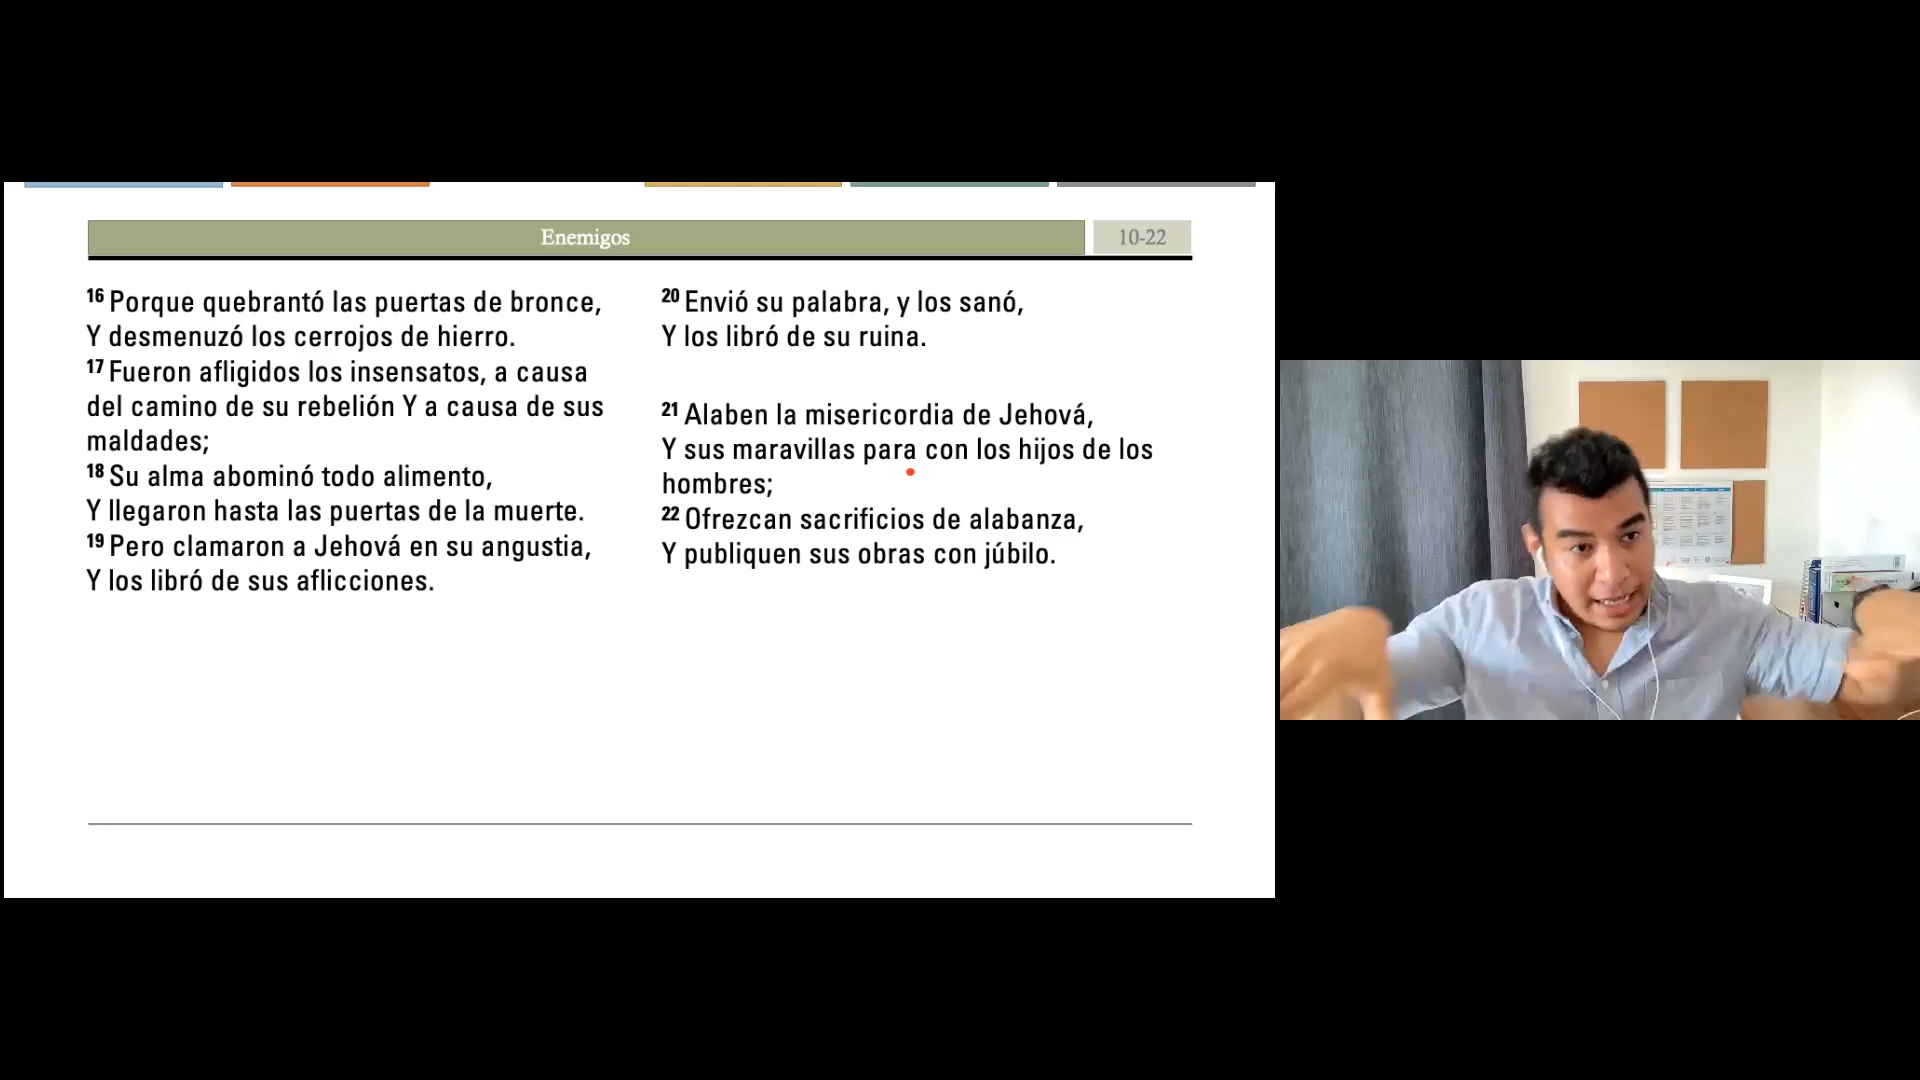 Enemigos
10-22
16 Porque quebrantó las puertas de bronce,
Y desmenuzó los cerrojos de hierro.
17 Fueron afligidos los insensatos, a causa
del camino de su rebelión Y a causa de sus
maldades;
18 Su alma abominó todo alimento,
Y llegaron hasta las puertas de la muerte.
19 Pero clamaron a Jehová en su angustia,
Y los libró de sus aflicciones.
20 Envió su palabra, y los sanó,
Y los libró de su ruina.
21 Alaben la misericordia de Jehová,
Y sus maravillas para con los hijos de los
hombres;
22 Ofrezcan sacrificios de alabanza,
Y publiquen sus obras con júbilo.